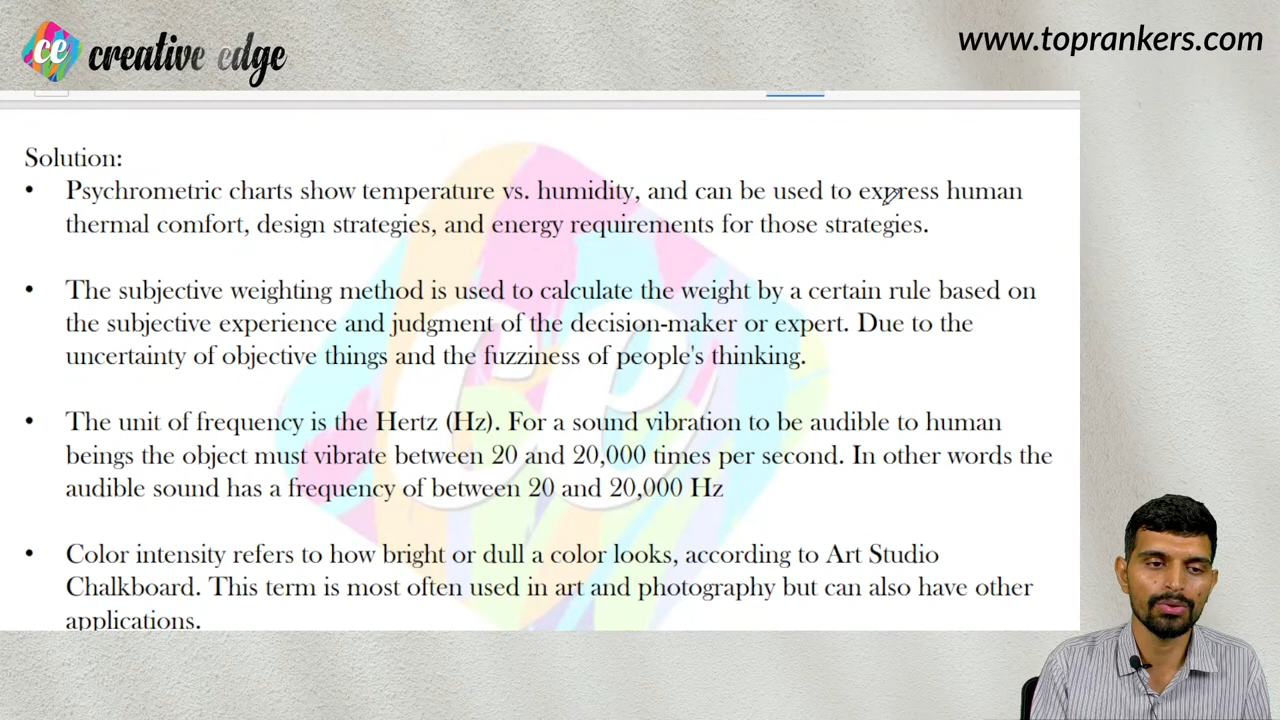 ce creative edge
www.toprankers.com
Solution:
• Psychrometric charts show temperature vs. humidity, and can be used to express human
thermal comfort, design strategies, and energy requirements for those strategies.
• The subjective weighting method is used to calculate the weight by a certain rule based on
the subjective experience and judgment of the decision-maker or expert. Due to the
uncertainty of objective things and the fuzziness of people's thinking.
• The unit of frequency is the Hertz (Hz). For a sound vibration to be audible to human
beings the object must vibrate between 20 and 20,000 times per second. In other words the
audible sound has a frequency of between 20 and 20,000 Hz
• Color intensity refers to how bright or dull a color looks, according to Art Studio
Chalkboard. This term is most often used in art and photography but can also have other
applications.
ce